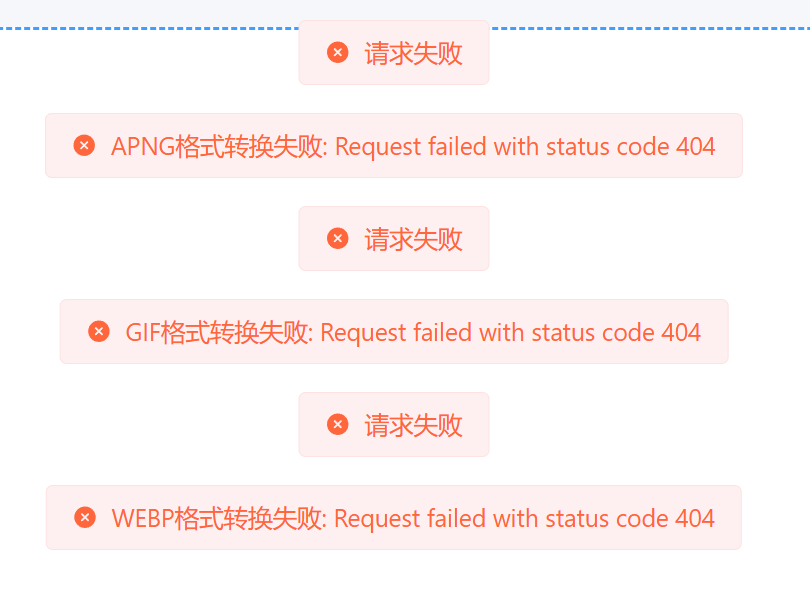 请求失败
APNG格式转换失败: Request failed with status code 404
请求失败
GIF格式转换失败: Request failed with status code 404
请求失败
WEBP格式转换失败: Request failed with status code 404